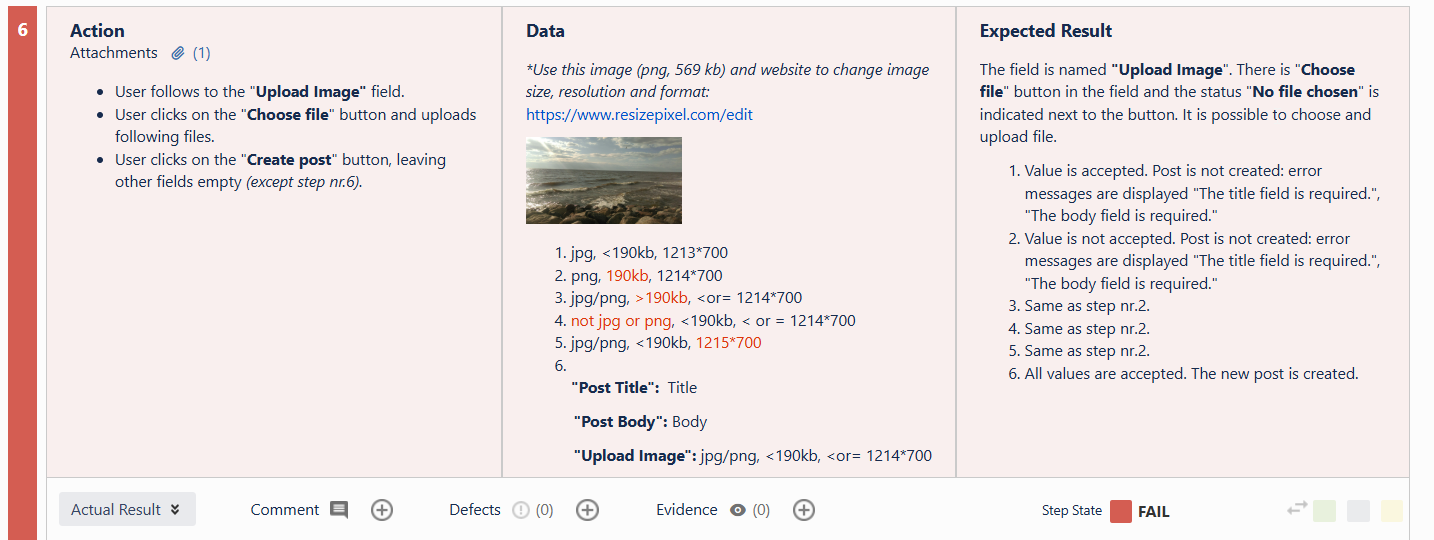 6
Action
Attachments (1)
User follows to the "Upload Image" field.
User clicks on the "Choose file" button and uploads
following files.
User clicks on the "Create post" button, leaving
other fields empty (except step nr.6).
Data
*Use this image (png, 569 kb) and website to change image
size, resolution and format:
https://www.resizepixel.com/edit
1. jpg, <190kb, 1213*700
2. png, 190kb, 1214*700
3. jpg/png, >190kb, <or= 1214*700
4. not jpg or png, <190kb, < or = 1214*700
5. jpg/png, <190kb, 1215*700
6.
"Post Title": Title
"Post Body": Body
"Upload Image": jpg/png, <190kb, <or= 1214*700
Expected Result
The field is named "Upload Image". There is "Choose
file" button in the field and the status "No file chosen" is
indicated next to the button. It is possible to choose and
upload file.
1. Value is accepted. Post is not created: error
messages are displayed "The title field is required.",
"The body field is required."
2. Value is not accepted. Post is not created: error
messages are displayed "The title field is required.",
"The body field is required."
3. Same as step nr.2.
4. Same as step nr.2.
5. Same as step nr.2.
6. All values are accepted. The new post is created.
Actual Result Comment Defects (0) Evidence (0) Step State FAIL